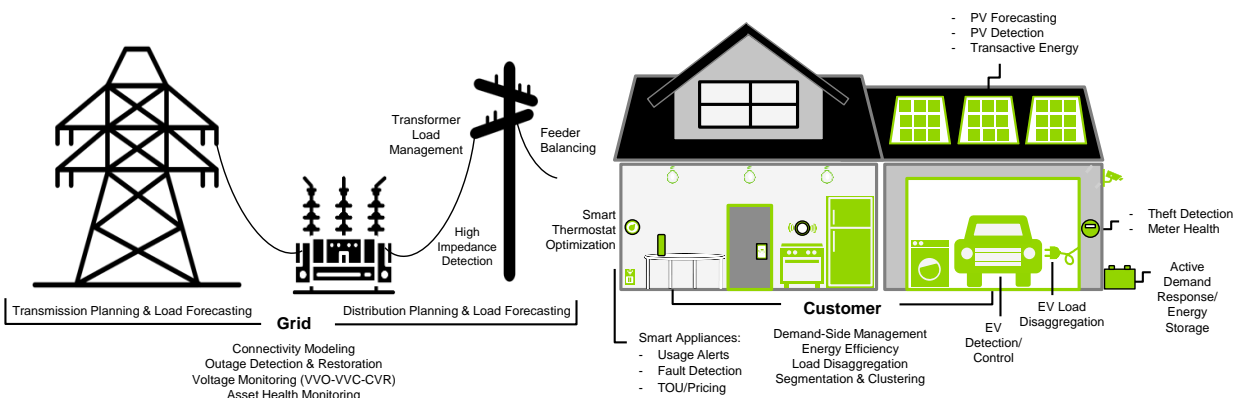 - PV Forecasting
- PV Detection
- Transactive Energy
Transformer
Load
Management
Feeder
Balancing
High
Impedance
Detection
Transmission Planning & Load Forecasting
Distribution Planning & Load Forecasting
Grid
Connectivity Modeling
Outage Detection & Restoration
Voltage Monitoring (VVO-VVC-CVR)
Asset Health Monitoring
Smart
Thermostat
Optimization
Smart Appliances:
- Usage Alerts
- Fault Detection
- TOU/Pricing
Customer
Demand-Side Management
Energy Efficiency
Load Disaggregation
Segmentation & Clustering
EV
Detection/
Control
EV Load
Disaggregation
- Theft Detection
- Meter Health
Active
Demand
Response/
Energy
Storage